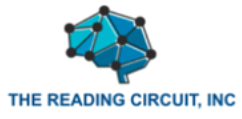 THE READING CIRCUIT, INC